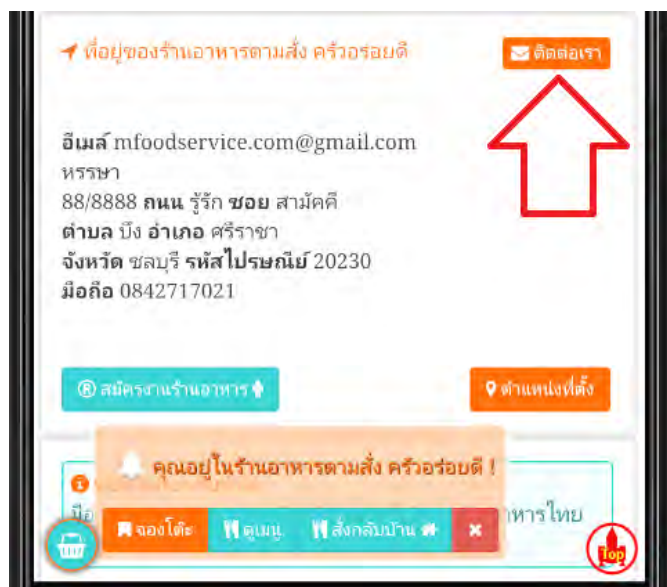 ที่อยู่ของร้านอาหารตามสั่ง ครัวอร่อยดี
ติดต่อเรา
อีเมล์ mfoodservice.com@gmail.com
หรรษา
88/8888 ถนน รู้รัก ซอย สามัคคี
ตำบล บึง อำเภอ ศรีราชา
จังหวัด ชลบุรี รหัสไปรษณีย์ 20230
มือถือ 0842717021
® สมัครงานร้านอาหาร
ตำแหน่งที่ตั้ง
คุณอยู่ในร้านอาหารตามสั่ง ครัวอร่อยดี !
จองโต๊ะ ดูเมนู สั่งกลับบ้าน
หารไทย
Top